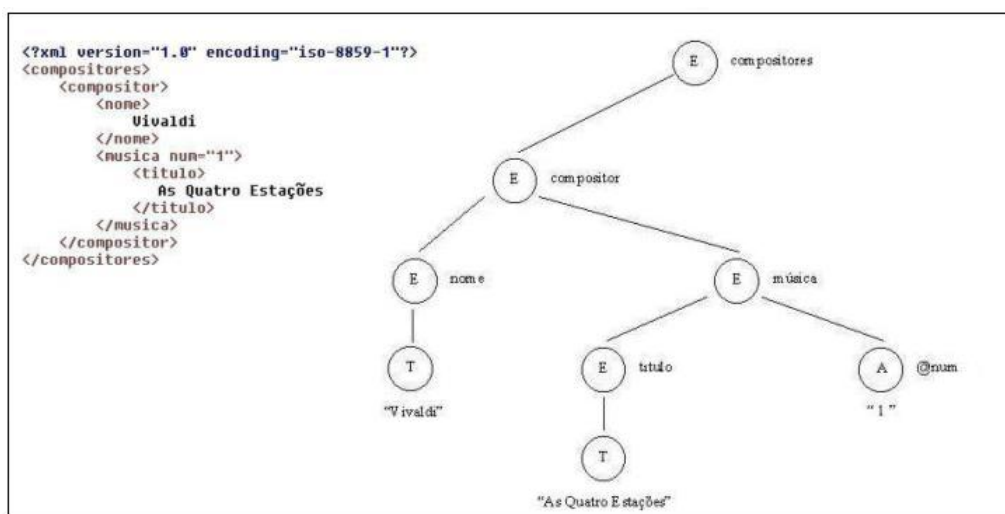 <?xml version="1.0" encoding="iso-8859-1"?>
<compositores>
<compositor>
<nome>
Vivaldi
</nome>
<musica num="1">
<titulo>
As Quatro Estações
</titulo>
</musica>
</compositor>
</compositores>
E compositores
E compositor
E nome
E música
T
"Vivaldi"
E titulo
A @num
"1"
T
"As Quatro Estações"